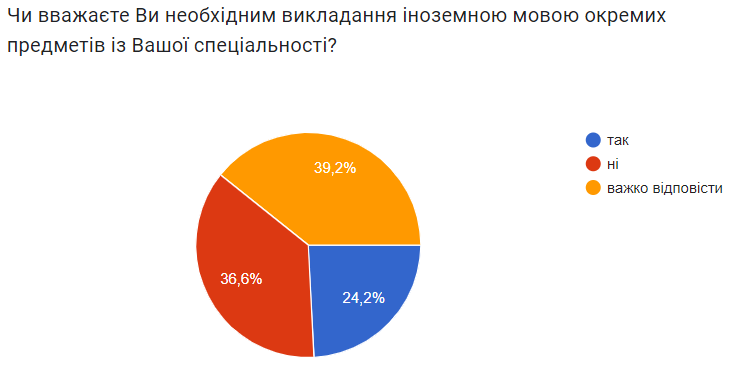 Чи вважаєте Ви необхідним викладання іноземною мовою окремих
предметів із Вашої спеціальності?
так
ні
важко відповісти
39,2%
36,6%
24,2%